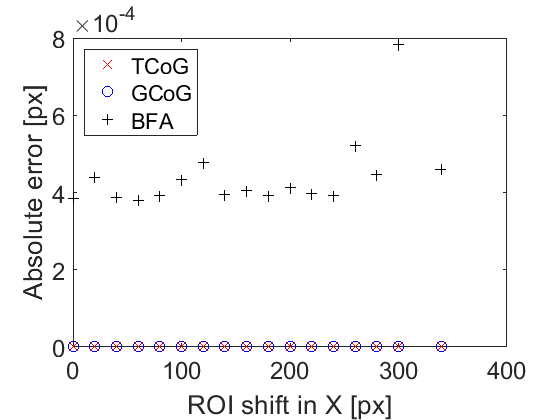 ×10⁻⁴
8
6
4
2
0
Absolute error [px]
TCoG
GCoG
BFA
0 100 200 300 400
ROI shift in X [px]